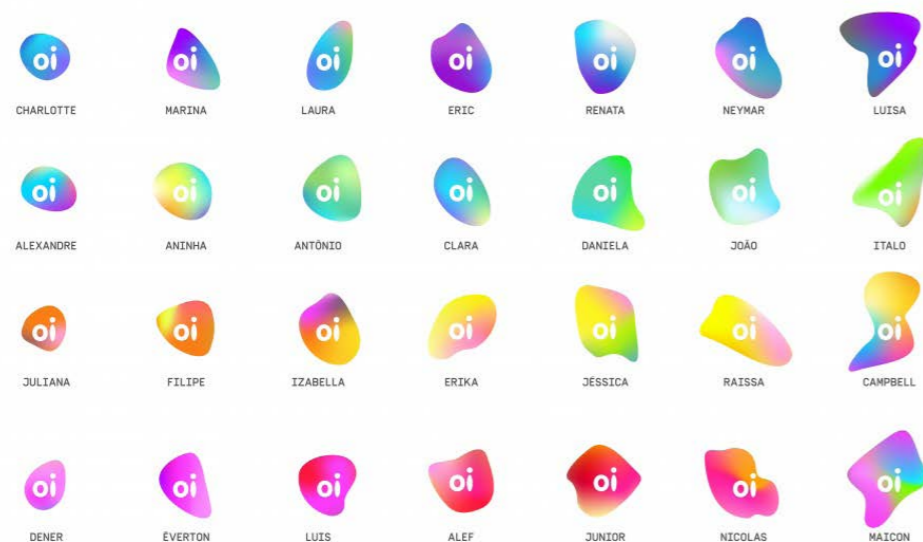 oi oi oi oi oi oi oi
CHARLOTTE MARINA LAURA ERIC RENATA NEYMAR LUISA
oi oi oi oi oi oi oi
ALEXANDRE ANINHA ANTÔNIO CLARA DANIELA JOÃO ITALO
oi oi oi oi oi oi oi
JULIANA FILIPE IZABELLA ERIKA JÉSSICA RAISSA CAMPBELL
oi oi oi oi oi oi oi
DENER ÉVERTON LUIS ALEF JUNIOR NICOLAS MAICON